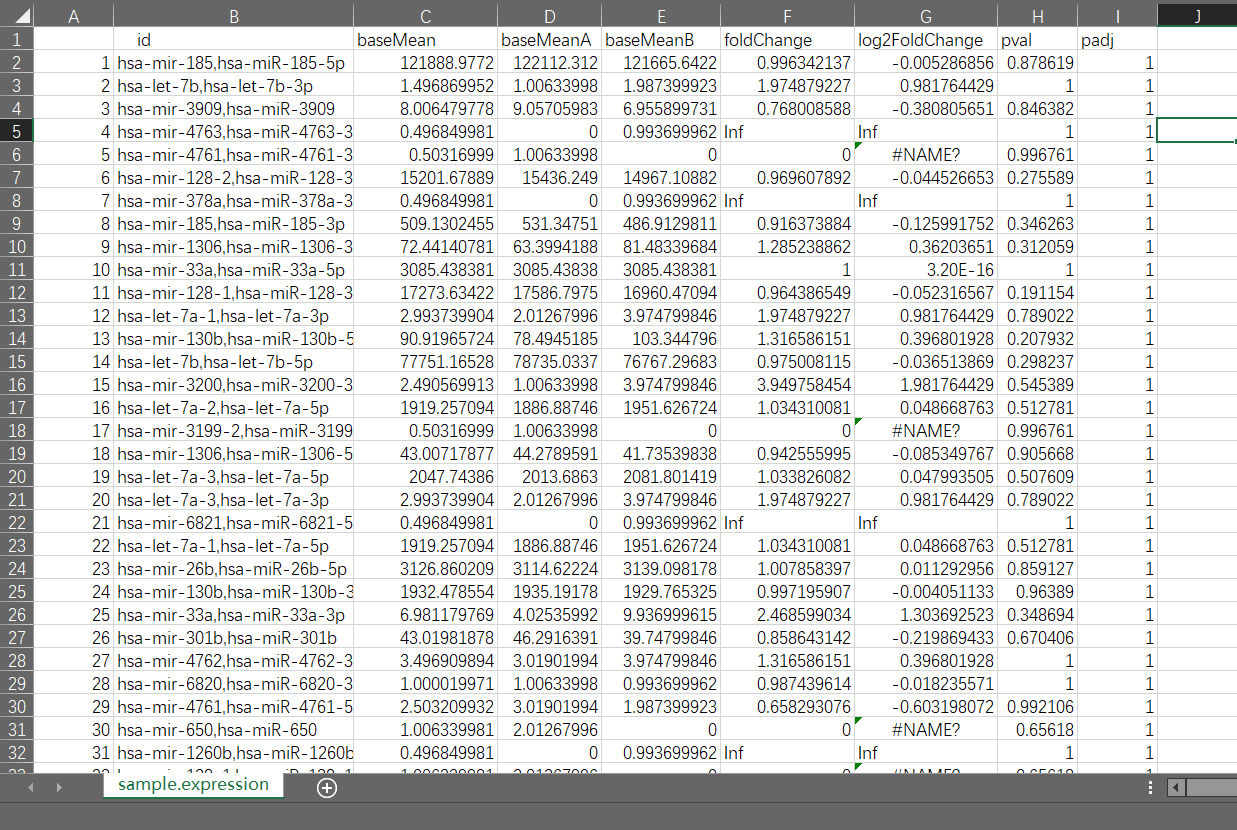 A B C D E F G H I J
1 id baseMean baseMeanA baseMeanB foldChange log2FoldChange pval padj
2 1 hsa-mir-185,hsa-miR-185-5p 121888.9772 122112.312 121665.6422 0.996342137 -0.005286856 0.878619 1
3 2 hsa-let-7b,hsa-let-7b-3p 1.496869952 1.00633998 1.987399923 1.974879227 0.981764429 1 1
4 3 hsa-mir-3909,hsa-miR-3909 8.006479778 9.05705983 6.955899731 0.768008588 -0.380805651 0.846382 1
5 4 hsa-mir-4763,hsa-miR-4763-3 0.496849981 0 0.993699962 Inf Inf 1 1
6 5 hsa-mir-4761,hsa-miR-4761-3 0.50316999 1.00633998 0 0 #NAME? 0.996761 1
7 6 hsa-mir-128-2,hsa-miR-128-3 15201.67889 15436.249 14967.10882 0.969607892 -0.044526653 0.275589 1
8 7 hsa-mir-378a,hsa-miR-378a-3 0.496849981 0 0.993699962 Inf Inf 1 1
9 8 hsa-mir-185,hsa-miR-185-3p 509.1302455 531.34751 486.9129811 0.916373884 -0.125991752 0.346263 1
10 9 hsa-mir-1306,hsa-miR-1306-3 72.44140781 63.3994188 81.48339684 1.285238862 0.36203651 0.312059 1
11 10 hsa-mir-33a,hsa-miR-33a-5p 3085.438381 3085.43838 3085.438381 1 3.20E-16 1 1
12 11 hsa-mir-128-1,hsa-miR-128-3 17273.63422 17586.7975 16960.47094 0.964386549 -0.052316567 0.191154 1
13 12 hsa-let-7a-1,hsa-let-7a-3p 2.993739904 2.01267996 3.974799846 1.974879227 0.981764429 0.789022 1
14 13 hsa-mir-130b,hsa-miR-130b-5 90.91965724 78.4945185 103.344796 1.316586151 0.396801928 0.207932 1
15 14 hsa-let-7b,hsa-let-7b-5p 77751.16528 78735.0337 76767.29683 0.975008115 -0.036513869 0.298237 1
16 15 hsa-mir-3200,hsa-miR-3200-3 2.490569913 1.00633998 3.974799846 3.949758454 1.981764429 0.545389 1
17 16 hsa-let-7a-2,hsa-let-7a-5p 1919.257094 1886.88746 1951.626724 1.034310081 0.048668763 0.512781 1
18 17 hsa-mir-3199-2,hsa-miR-3199 0.50316999 1.00633998 0 0 #NAME? 0.996761 1
19 18 hsa-mir-1306,hsa-miR-1306-5 43.00717877 44.2789591 41.73539838 0.942555995 -0.085349767 0.905668 1
20 19 hsa-let-7a-3,hsa-let-7a-5p 2047.74386 2013.6863 2081.801419 1.033826082 0.047993505 0.507609 1
21 20 hsa-let-7a-3,hsa-let-7a-3p 2.993739904 2.01267996 3.974799846 1.974879227 0.981764429 0.789022 1
22 21 hsa-mir-6821,hsa-miR-6821-5 0.496849981 0 0.993699962 Inf Inf 1 1
23 22 hsa-let-7a-1,hsa-let-7a-5p 1919.257094 1886.88746 1951.626724 1.034310081 0.048668763 0.512781 1
24 23 hsa-mir-26b,hsa-miR-26b-5p 3126.860209 3114.62224 3139.098178 1.007858397 0.011292956 0.859127 1
25 24 hsa-mir-130b,hsa-miR-130b-3 1932.478554 1935.19178 1929.765325 0.997195907 -0.004051133 0.96389 1
26 25 hsa-mir-33a,hsa-miR-33a-3p 6.981179769 4.02535992 9.936999615 2.468599034 1.303692523 0.348694 1
27 26 hsa-mir-301b,hsa-miR-301b 43.01981878 46.2916391 39.74799846 0.858643142 -0.219869433 0.670406 1
28 27 hsa-mir-4762,hsa-miR-4762-3 3.496909894 3.01901994 3.974799846 1.316586151 0.396801928 1 1
29 28 hsa-mir-6820,hsa-miR-6820-3 1.000019971 1.00633998 0.993699962 0.987439614 -0.018235571 1 1
30 29 hsa-mir-4761,hsa-miR-4761-5 2.503209932 3.01901994 1.987399923 0.658293076 -0.603198072 0.992106 1
31 30 hsa-mir-650,hsa-miR-650 1.006339981 2.01267996 0 0 #NAME? 0.65618 1
32 31 hsa-mir-1260b,hsa-miR-1260b 0.496849981 0 0.993699962 Inf Inf 1 1
sample.expression